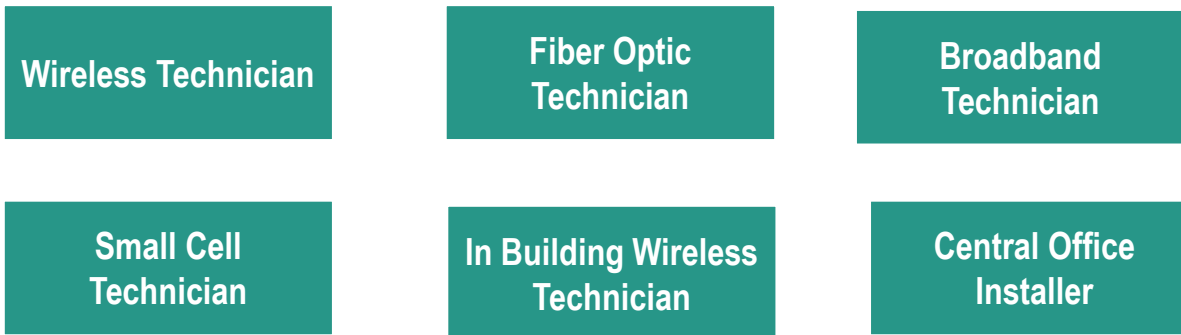 Wireless Technician
Fiber Optic
Technician
Broadband
Technician
Small Cell
Technician
In Building Wireless
Technician
Central Office
Installer